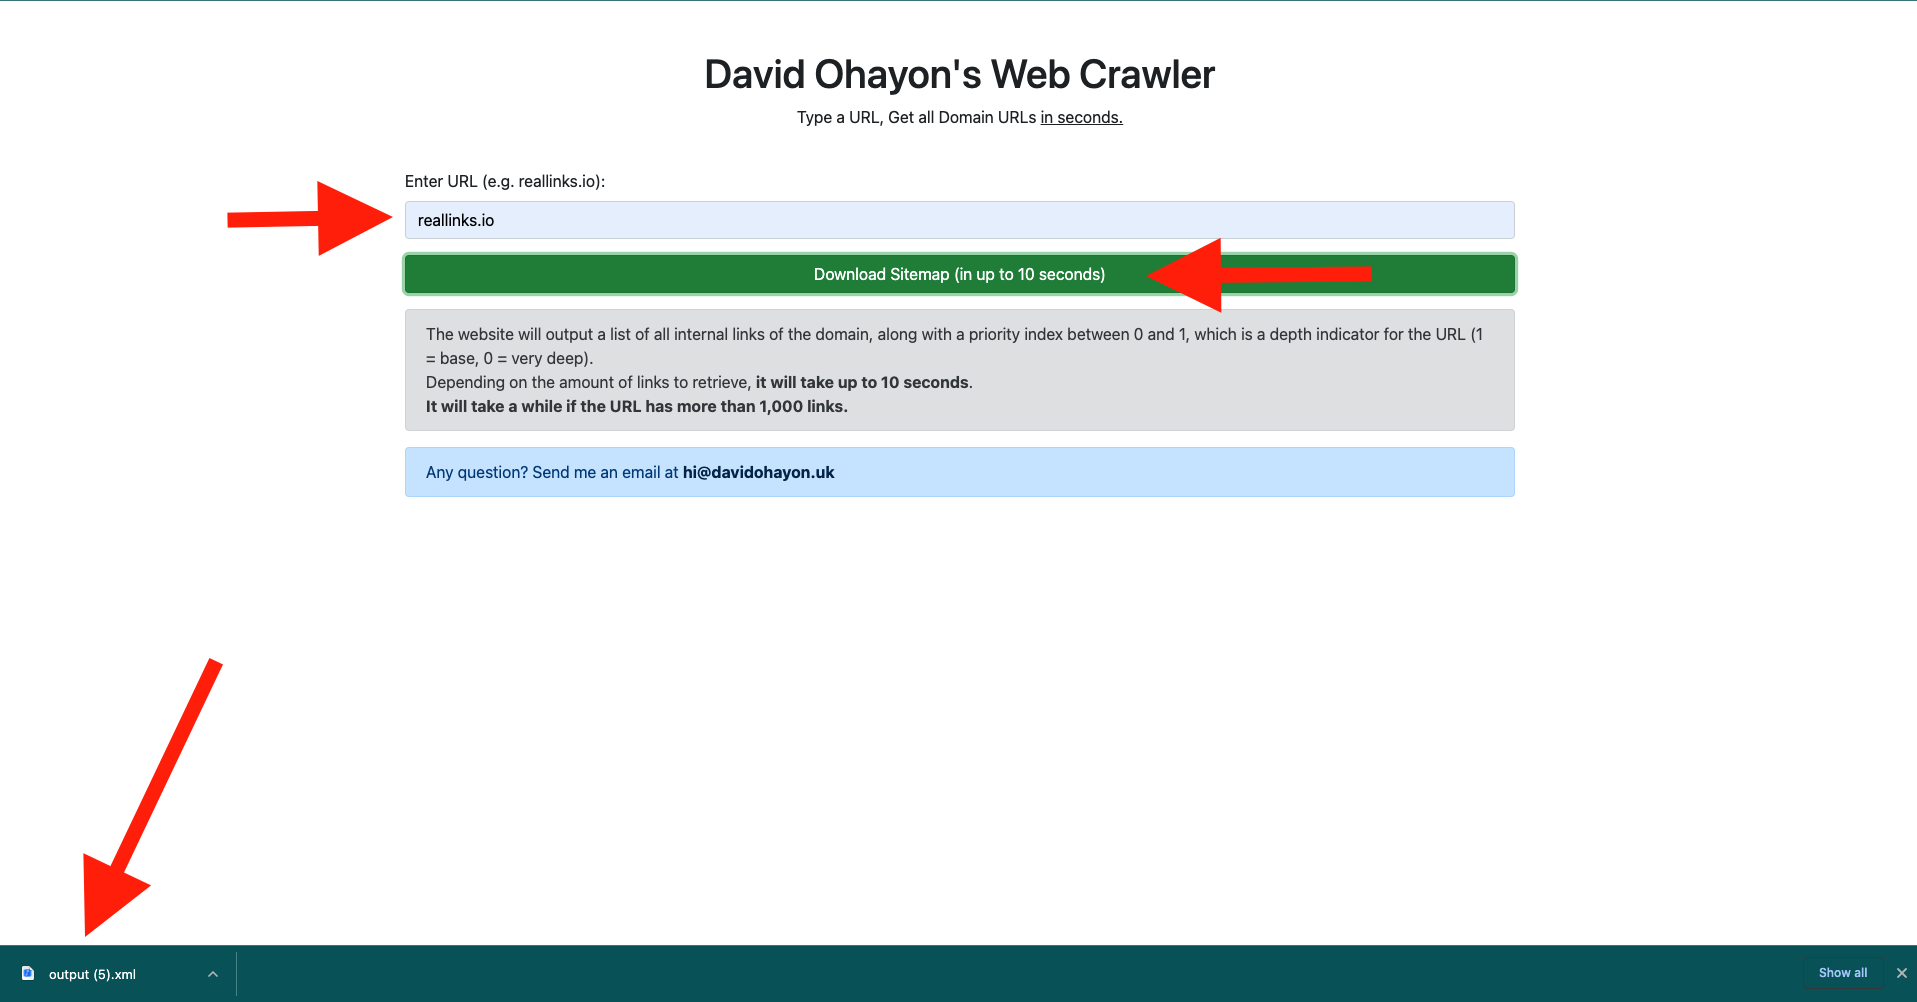 David Ohayon's Web Crawler
Type a URL, Get all Domain URLs in seconds.
Enter URL (e.g. reallinks.io):
reallinks.io
Download Sitemap (in up to 10 seconds)
The website will output a list of all internal links of the domain, along with a priority index between 0 and 1, which is a depth indicator for the URL (1
= base, 0 = very deep).
Depending on the amount of links to retrieve, it will take up to 10 seconds.
It will take a while if the URL has more than 1,000 links.
Any question? Send me an email at hi@davidohayon.uk
output (5).xml
Show all